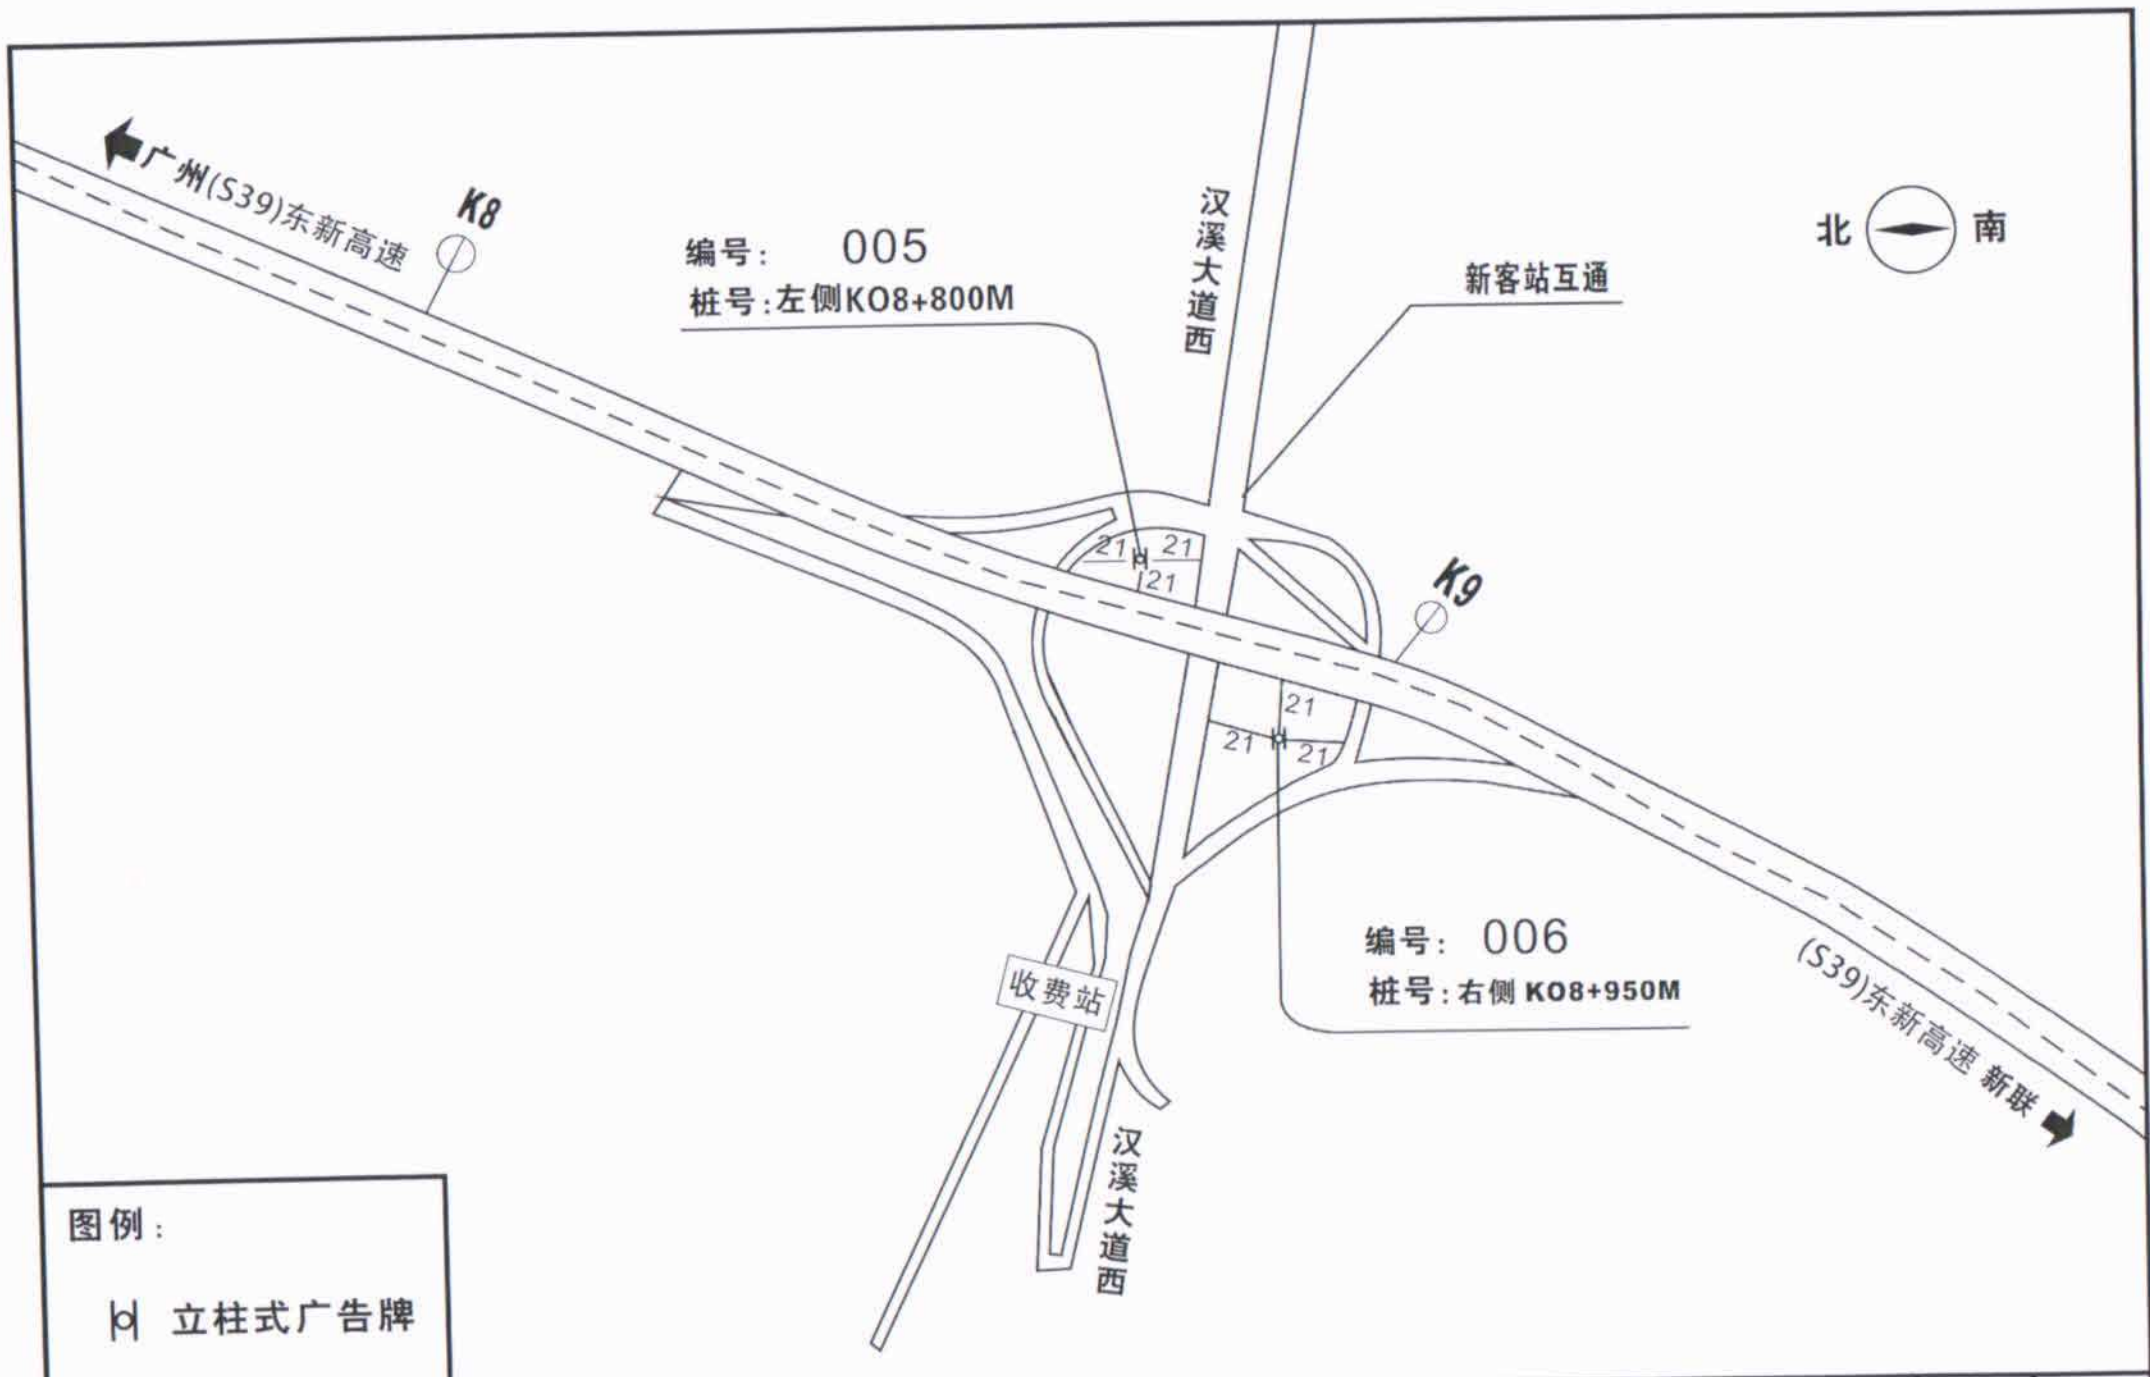 广州(S39)东新高速
K8
编号: 005
桩号:左侧KO8+800M
汉溪大道西
新客站互通
北 南
21 21
21
K9
21
21 21
编号: 006
桩号:右侧 KO8+950M
收费站
(S39)东新高速 新联
汉溪大道西
图例:
立柱式广告牌